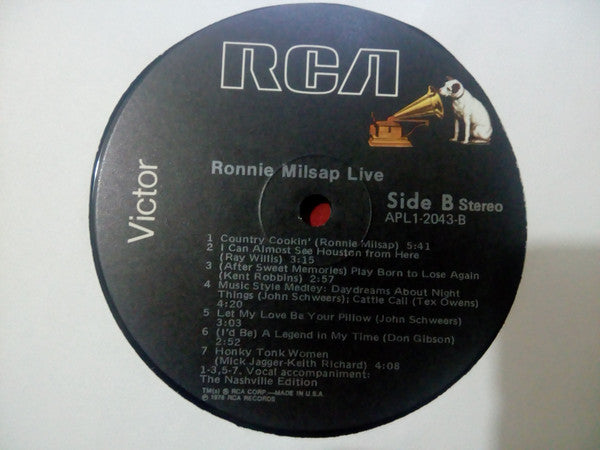 RCA
Victor
Ronnie Milsap Live
Side B Stereo
APL1-2043-B
1 Country Cookin' (Ronnie Milsap) 5:41
2 I Can Almost See Houston from Here
(Ray Willis) 3:15
3 (After Sweet Memories) Play Born to Lose Again
(Kent Robbins) 2:57
4 Music Style Medley: Daydreams About Night
Things (John Schweers); Cattle Call (Tex Owens)
4:20
5 Let My Love Be Your Pillow (John Schweers)
3:03
6 (I'd Be) A Legend in My Time (Don Gibson)
2:52
7 Honky Tonk Women
(Mick Jagger-Keith Richard) 4:08
1-3,5-7. Vocal accompaniment:
The Nashville Edition
TM(s) ® RCA CORP.—MADE IN U.S.A
℗ 1976 RCA RECORDS